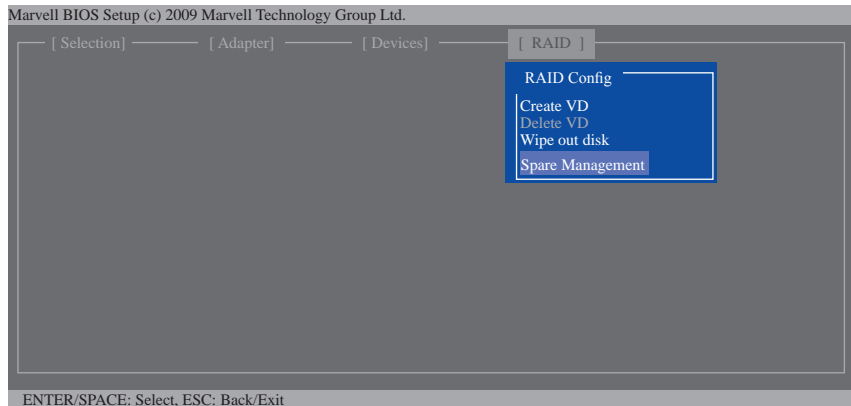 Marvell BIOS Setup (c) 2009 Marvell Technology Group Ltd.
[ Selection] [ Adapter] [ Devices] [ RAID ]
RAID Config
Create VD
Delete VD
Wipe out disk
Spare Management
ENTER/SPACE: Select, ESC: Back/Exit